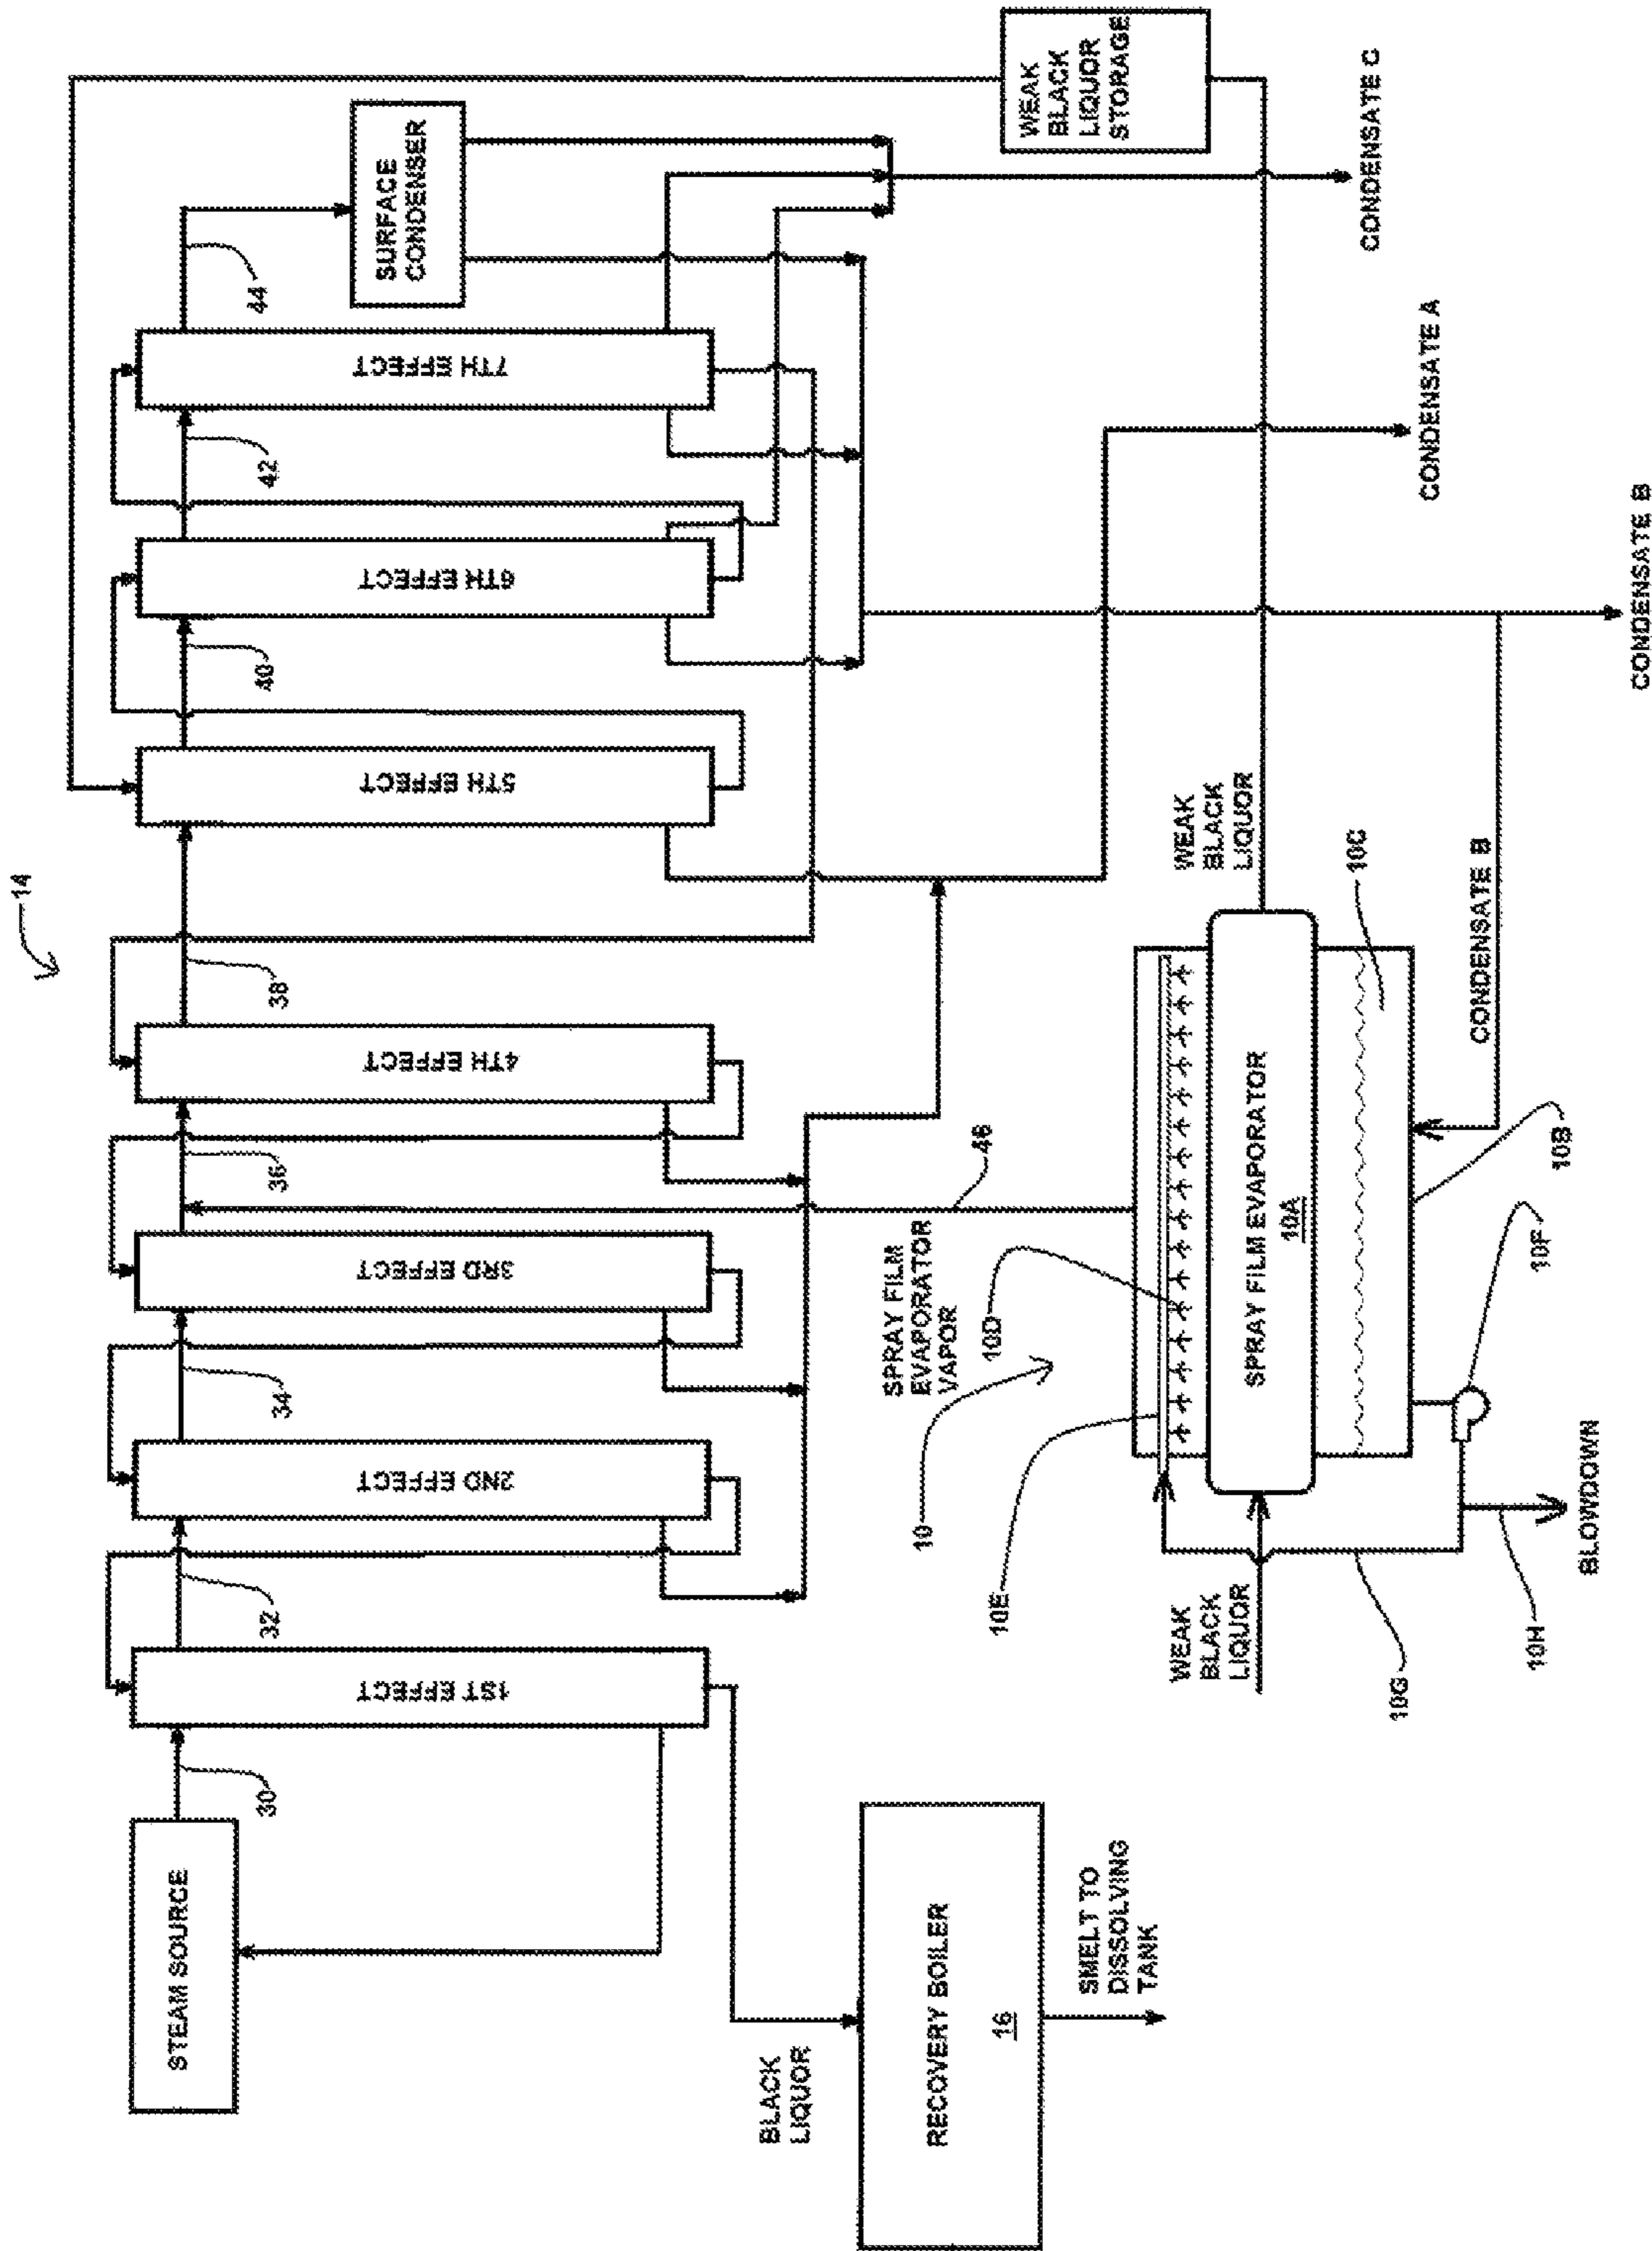 14
STEAM SOURCE
30
1ST EFFECT
32
2ND EFFECT
34
3RD EFFECT
36
4TH EFFECT
38
5TH EFFECT
40
6TH EFFECT
42
7TH EFFECT
44
SURFACE
CONDENSER
BLACK
LIQUOR
RECOVERY BOILER
16
SMELT TO
DISSOLVING
TANK
SPRAY FILM
EVAPORATOR
VAPOR
46
10
10D
10E
WEAK
BLACK
LIQUOR
SPRAY FILM EVAPORATOR
10A
WEAK
BLACK
LIQUOR
10C
10G
10H
BLOWDOWN
10F
10B
CONDENSATE B
WEAK
BLACK
LIQUOR
STORAGE
CONDENSATE C
CONDENSATE A
CONDENSATE B